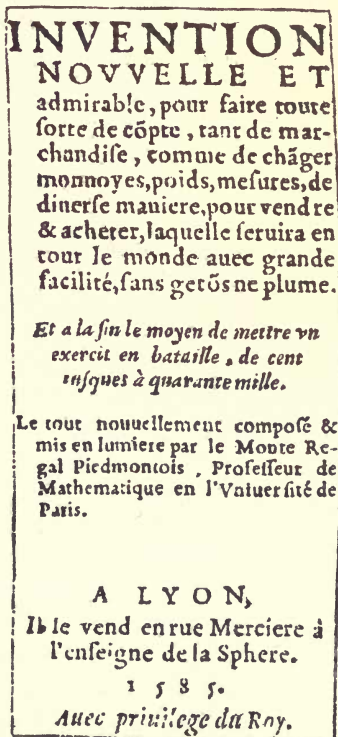 INVENTION
NOVVELLE ET
admirable, pour faire toute
ſorte de cõpte, tant de mar-
chandiſe, comme de chãger
monnoyes, poids, meſures, de
diuerſe maniere, pour vendre
& acheter, laquelle ſeruira en
tout le monde auec grande
facilité, ſans getõs ne plume.
Et a la fin le moyen de mettre vn
exercit en bataille, de cent
iuſques à quarante mille.
Le tout nouuellement compoſé &
mis en lumiere par le Monte Re-
gal Piedmontois, Profeſſeur de
Mathematique en l'Vniuerſité de
Paris.
A LYON,
Ils ſe vend en rue Merciere à
l'enſeigne de la Sphere.
1585.
Auec priuilege du Roy.